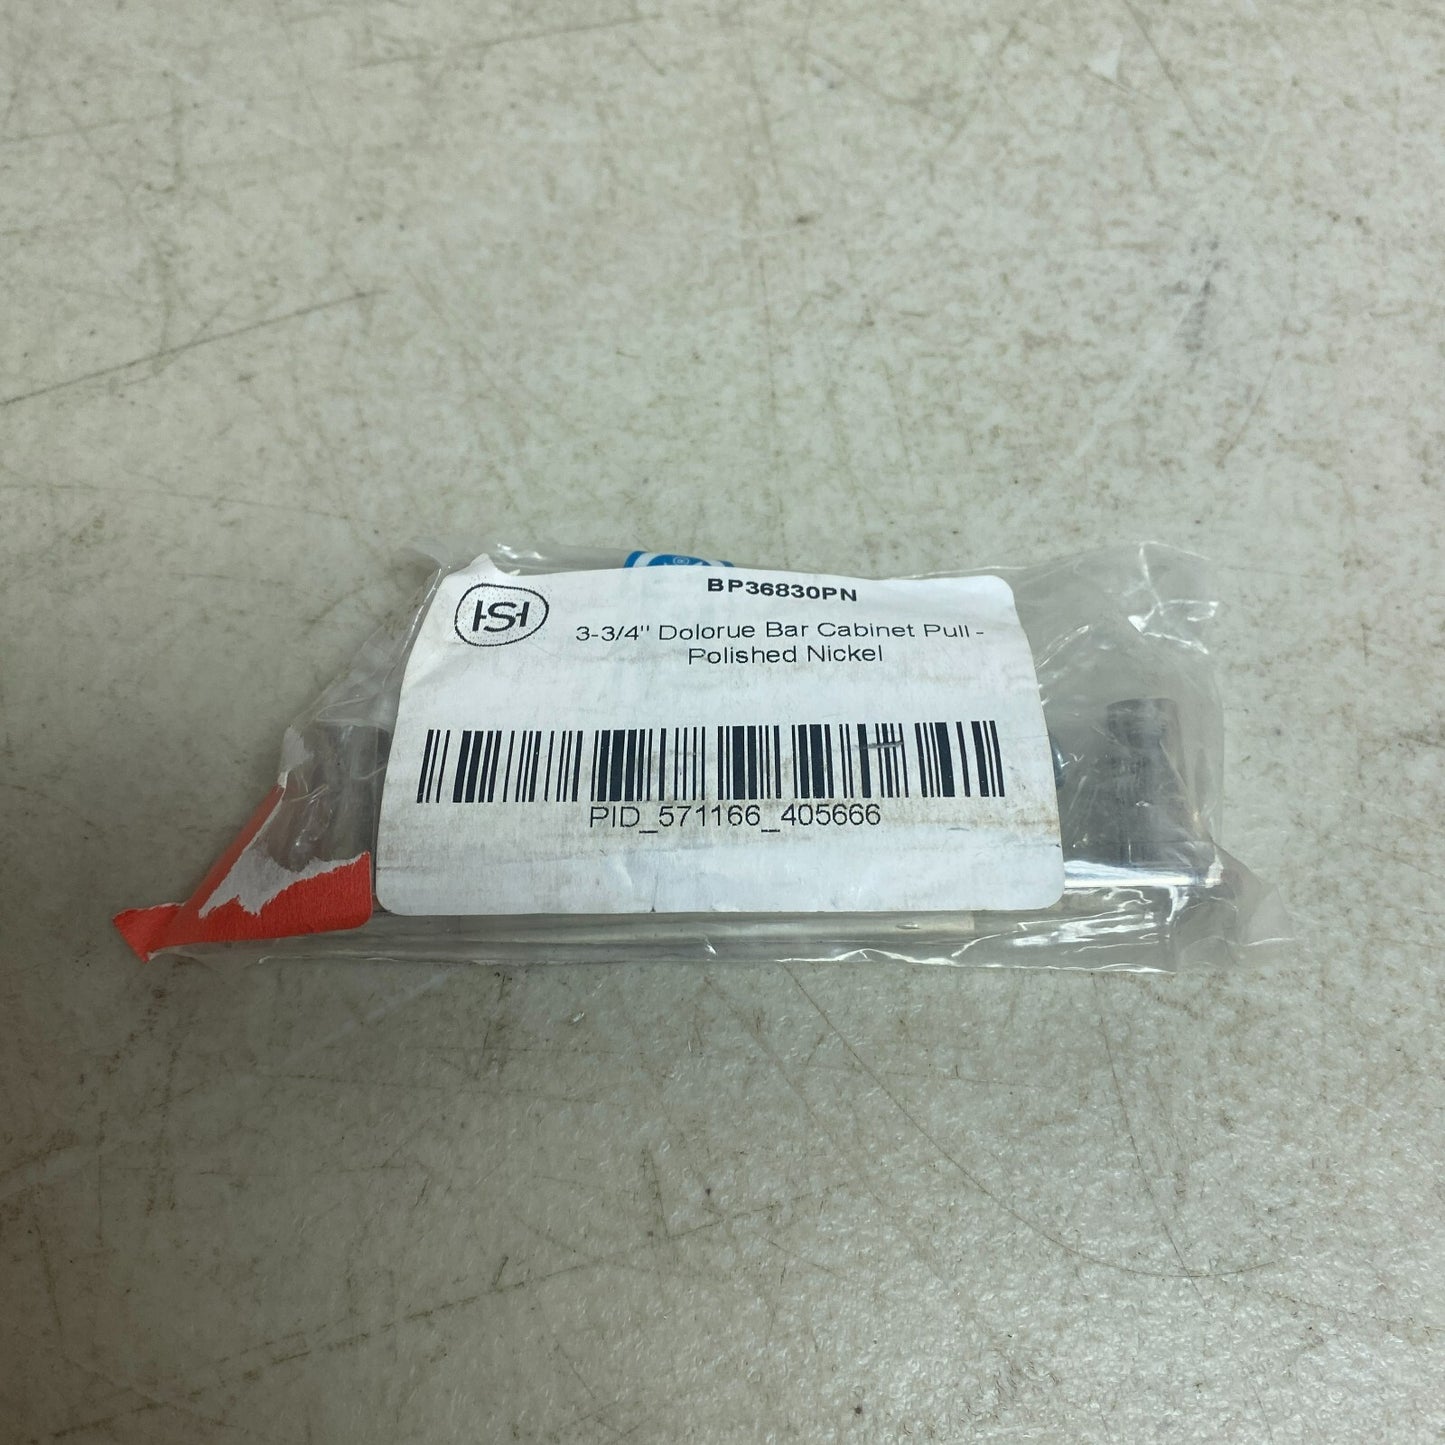 BP36830PN
HSH
3-3/4" Dolorue Bar Cabinet Pull -
Polished Nickel
PID_571166_405666